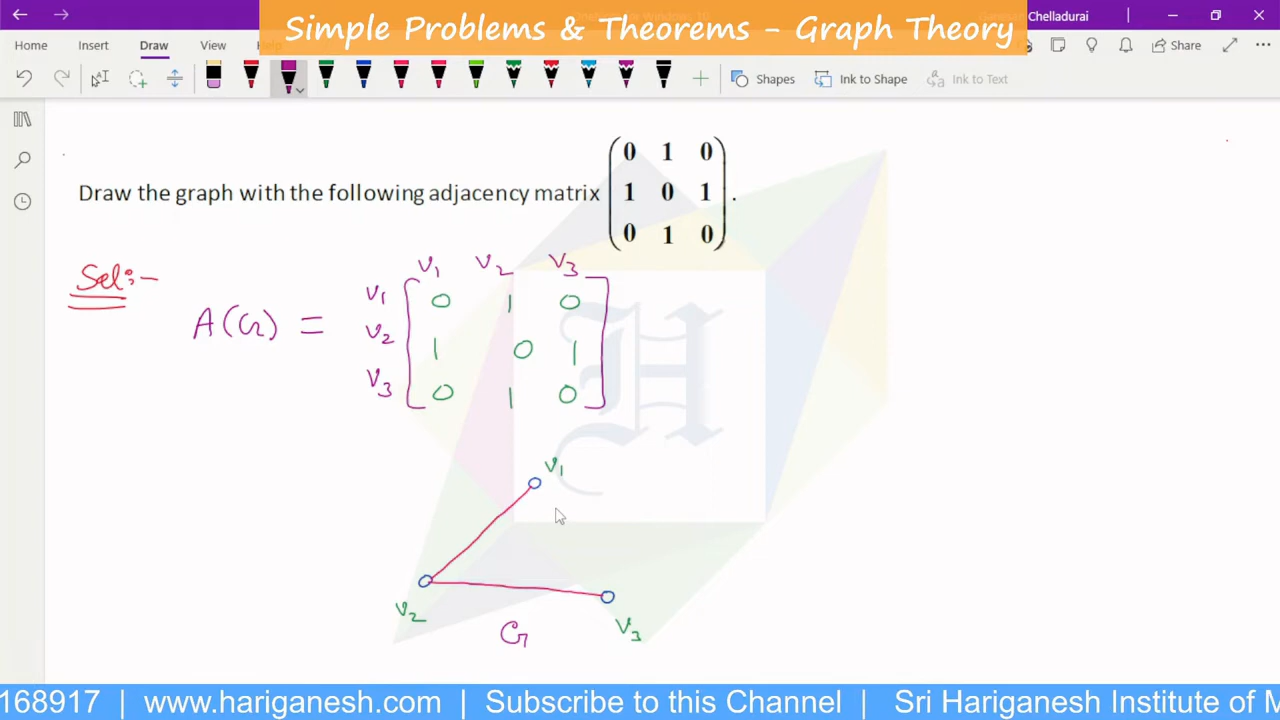 Simple Problems & Theorems - Graph Theory
Chelladurai
Home Insert Draw View Share
Shapes Ink to Shape Ink to Text
Draw the graph with the following adjacency matrix
0 1 0
1 0 1
0 1 0
.
Sol:-
V₁ V₂ V₃
A(G) =
V₁ 0 1 0
V₂ 1 0 1
V₃ 0 1 0
V₁
V₂
V₃
G
168917 | www.hariganesh.com | Subscribe to this Channel | Sri Hariganesh Institute of M